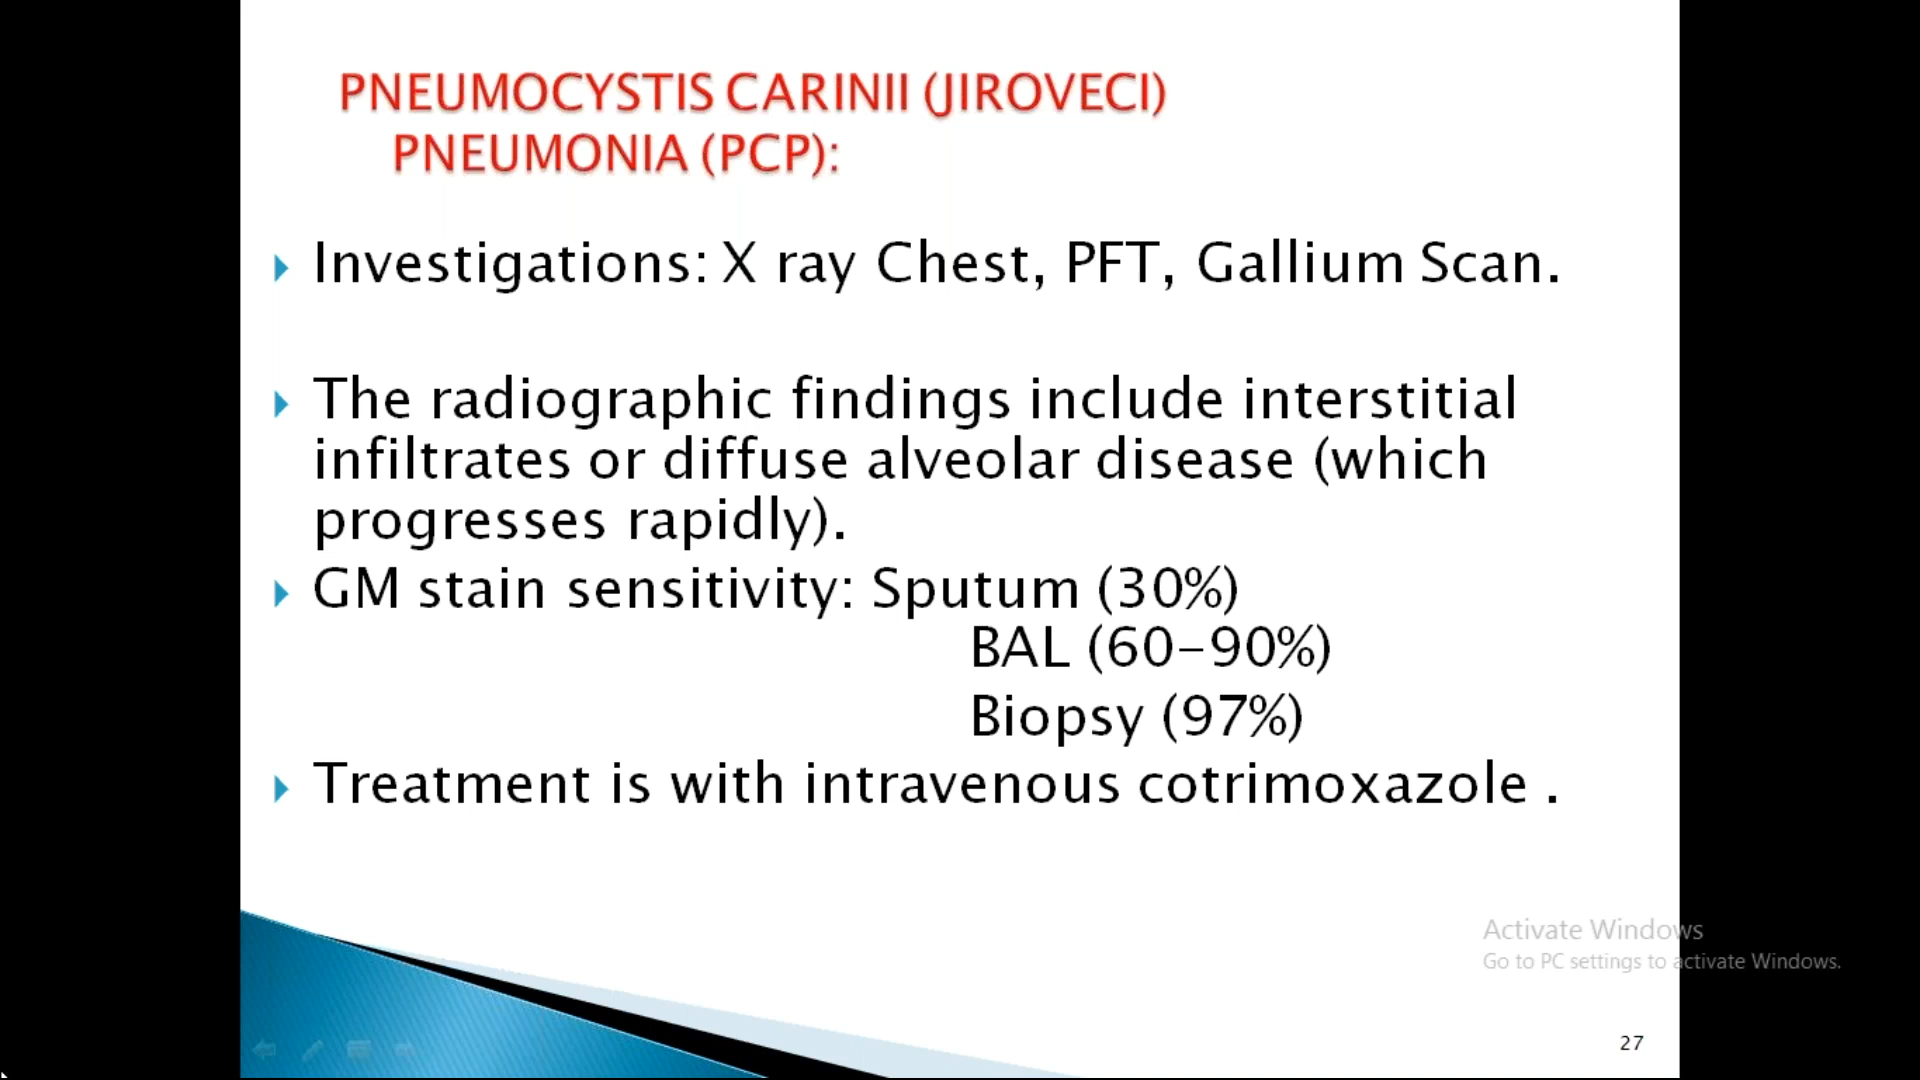 PNEUMOCYSTIS CARINII (JIROVECI)
PNEUMONIA (PCP):
Investigations: X ray Chest, PFT, Gallium Scan.
The radiographic findings include interstitial
infiltrates or diffuse alveolar disease (which
progresses rapidly).
GM stain sensitivity: Sputum (30%)
BAL (60-90%)
Biopsy (97%)
Treatment is with intravenous cotrimoxazole .
Activate Windows
Go to PC settings to activate Windows.
27